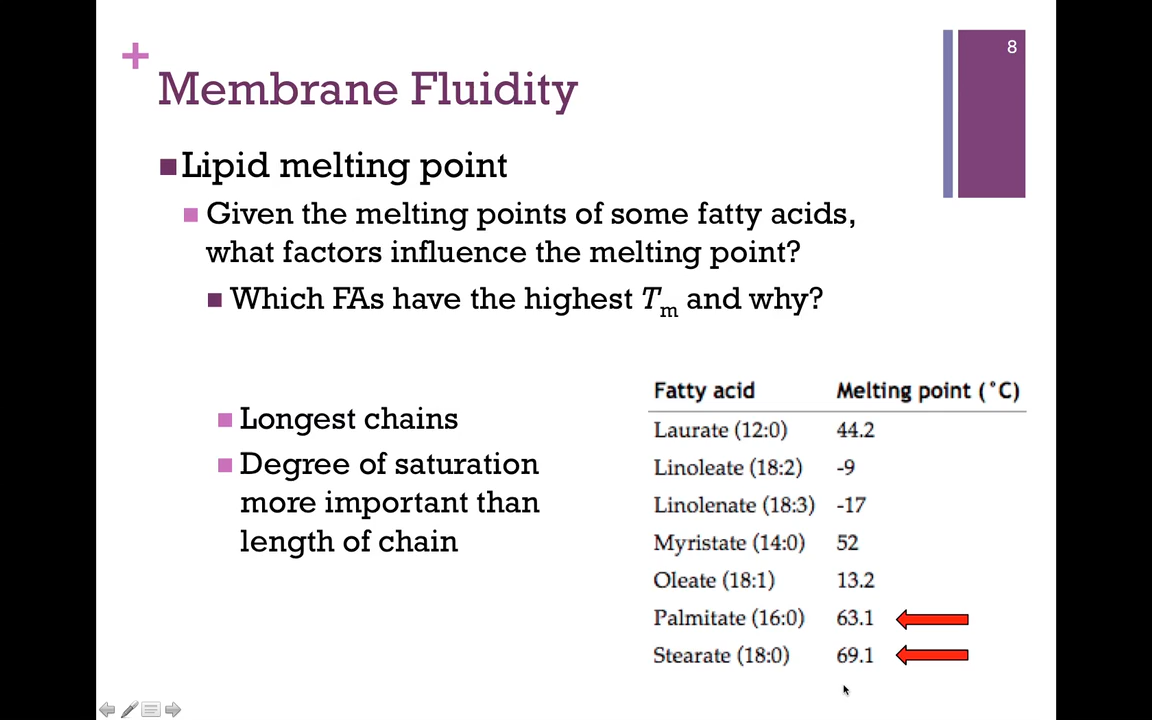 8
+
Membrane Fluidity
Lipid melting point
Given the melting points of some fatty acids,
what factors influence the melting point?
Which FAs have the highest Tm and why?
Longest chains
Degree of saturation
more important than
length of chain
Fatty acid Melting point (°C)
Laurate (12:0) 44.2
Linoleate (18:2) -9
Linolenate (18:3) -17
Myristate (14:0) 52
Oleate (18:1) 13.2
Palmitate (16:0) 63.1
Stearate (18:0) 69.1